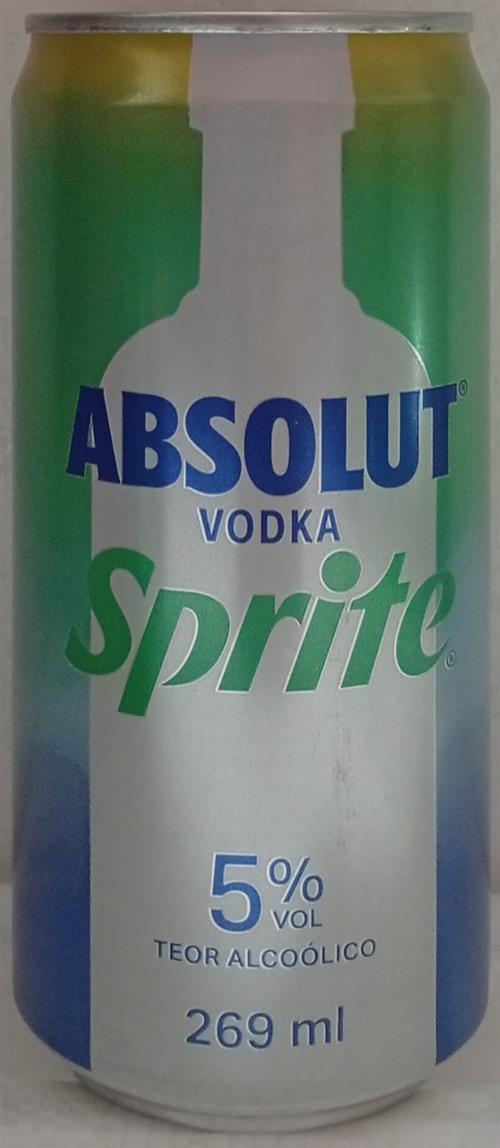 ABSOLUT®
VODKA
Sprite®
5% VOL
TEOR ALCOÓLICO
269 ml